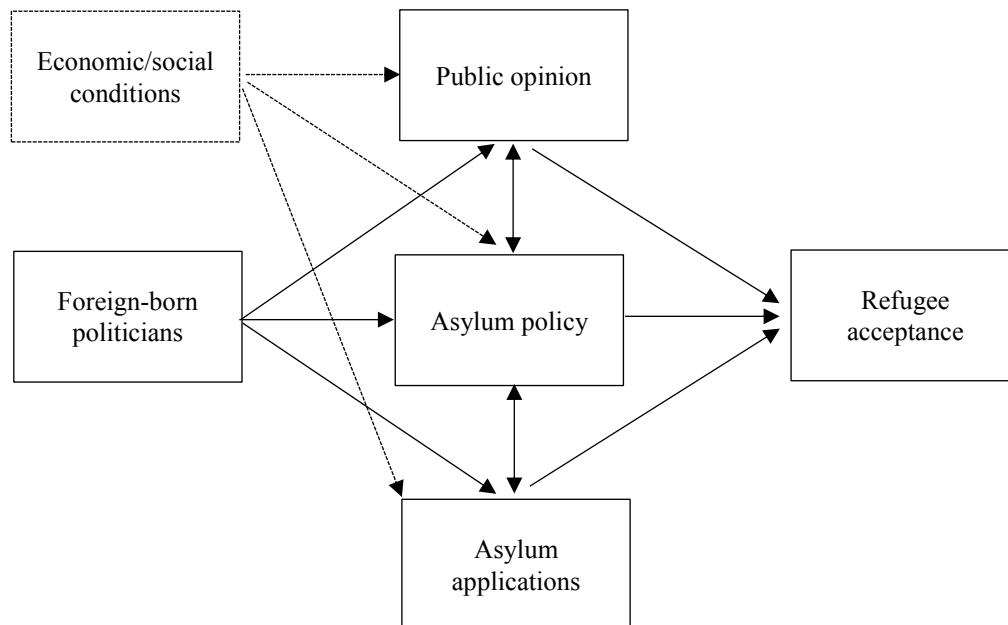 Economic/social
conditions
Public opinion
Foreign-born
politicians
Asylum policy
Refugee
acceptance
Asylum
applications